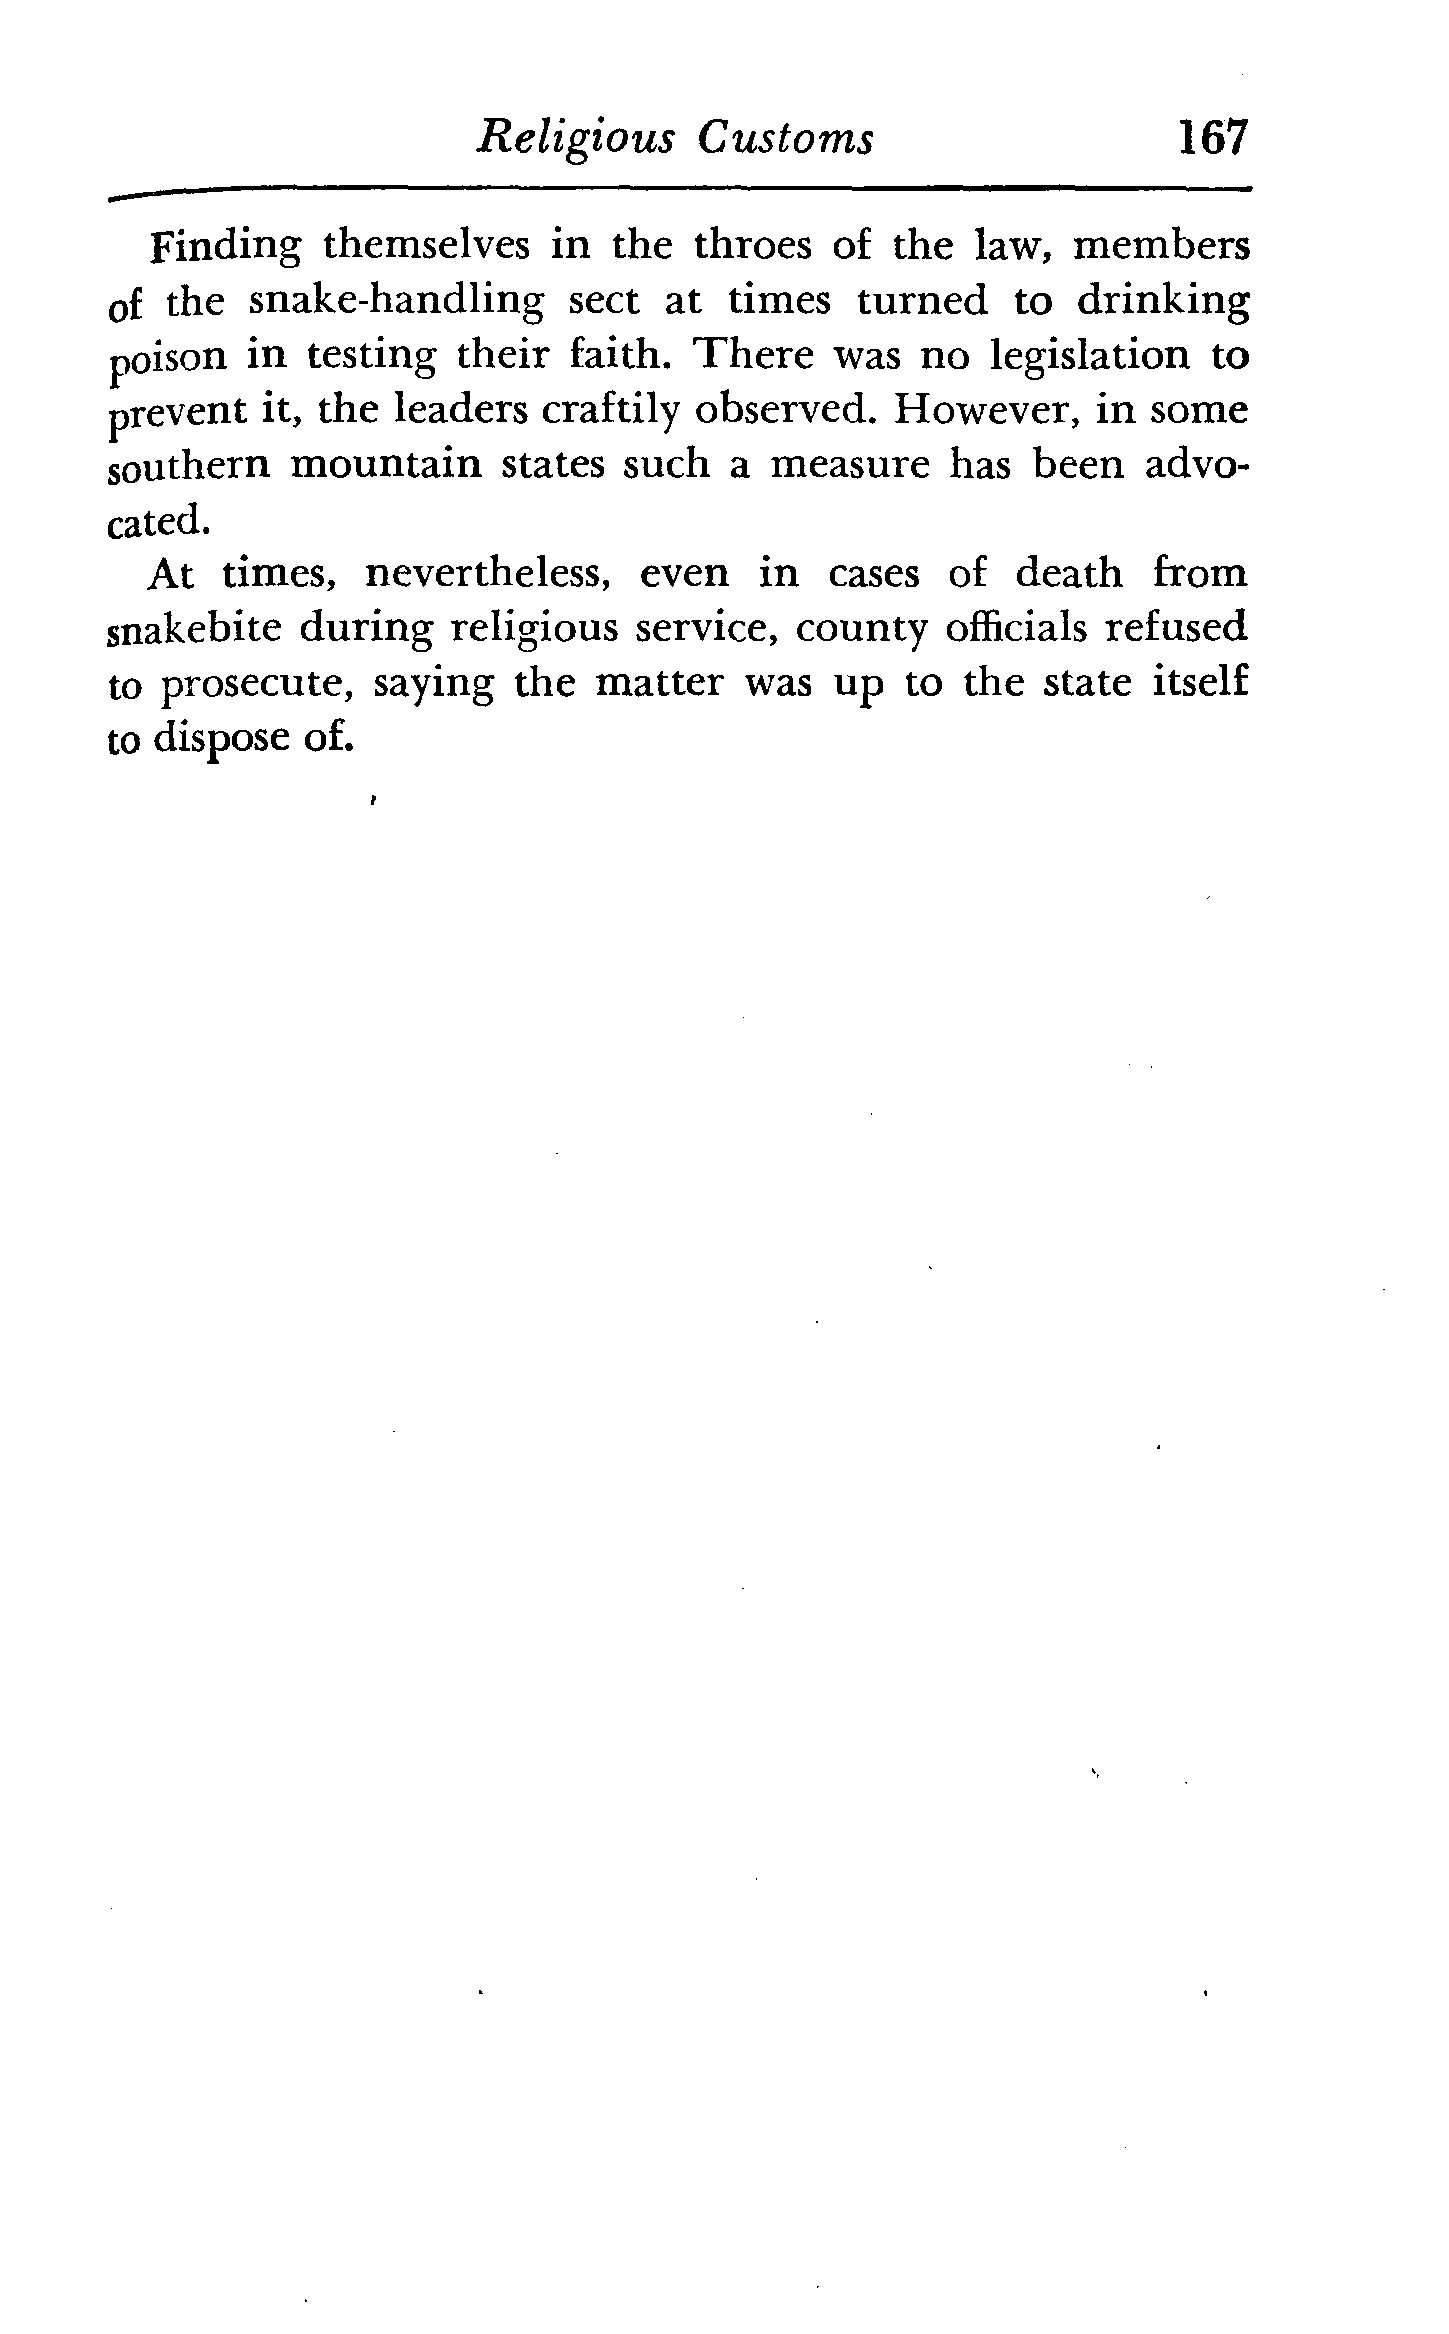 Religious Customs 167
Finding themselves in the throes of the law, members
of the snake-handling sect at times turned to drinking
poison in testing their faith. There was no legislation to
prevent it, the leaders craftily observed. However, in some
southern mountain states such a measure has been advo-
cated.
At times, nevertheless, even in cases of death from
snakebite during religious service, county officials refused
to prosecute, saying the matter was up to the state itself
to dispose of.